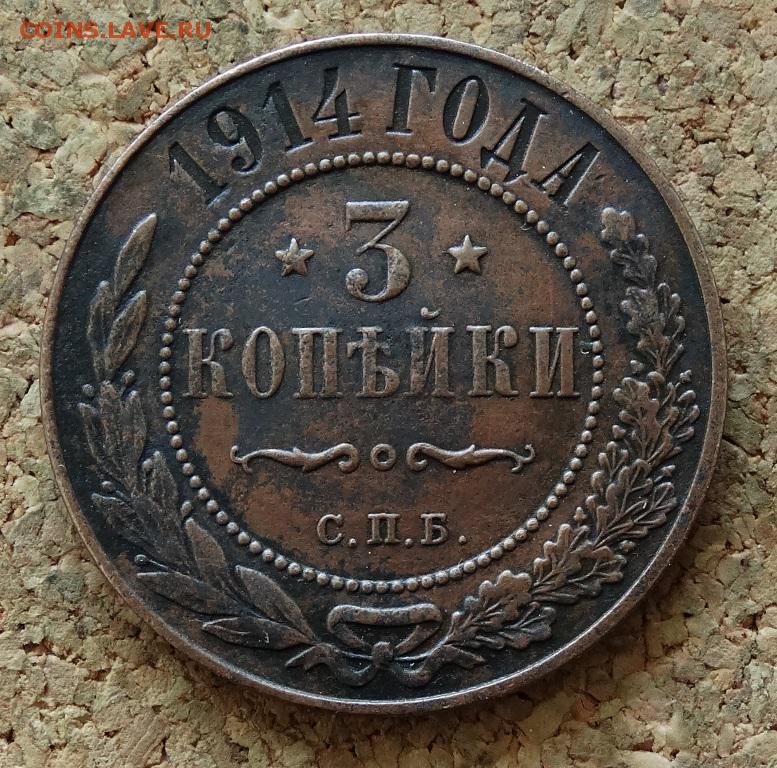 COINS.LAVE.RU
1914 ГОДА
3
КОПѢЙКИ
С.П.Б.